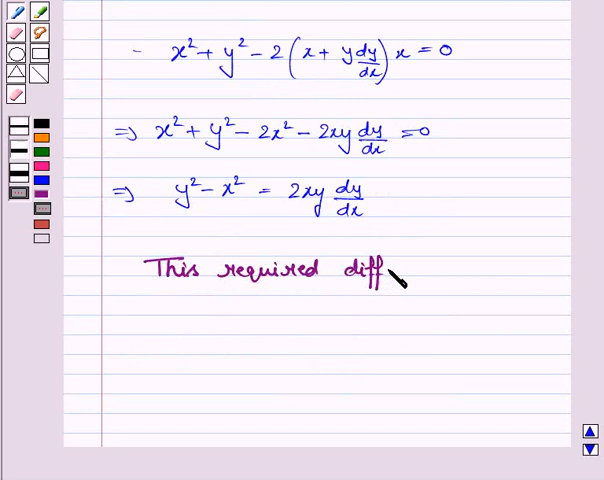 x² + y² - 2(x + y dy/dx)x = 0
⇒ x² + y² - 2x² - 2xy dy/dx = 0
⇒ y² - x² = 2xy dy/dx
This required diff